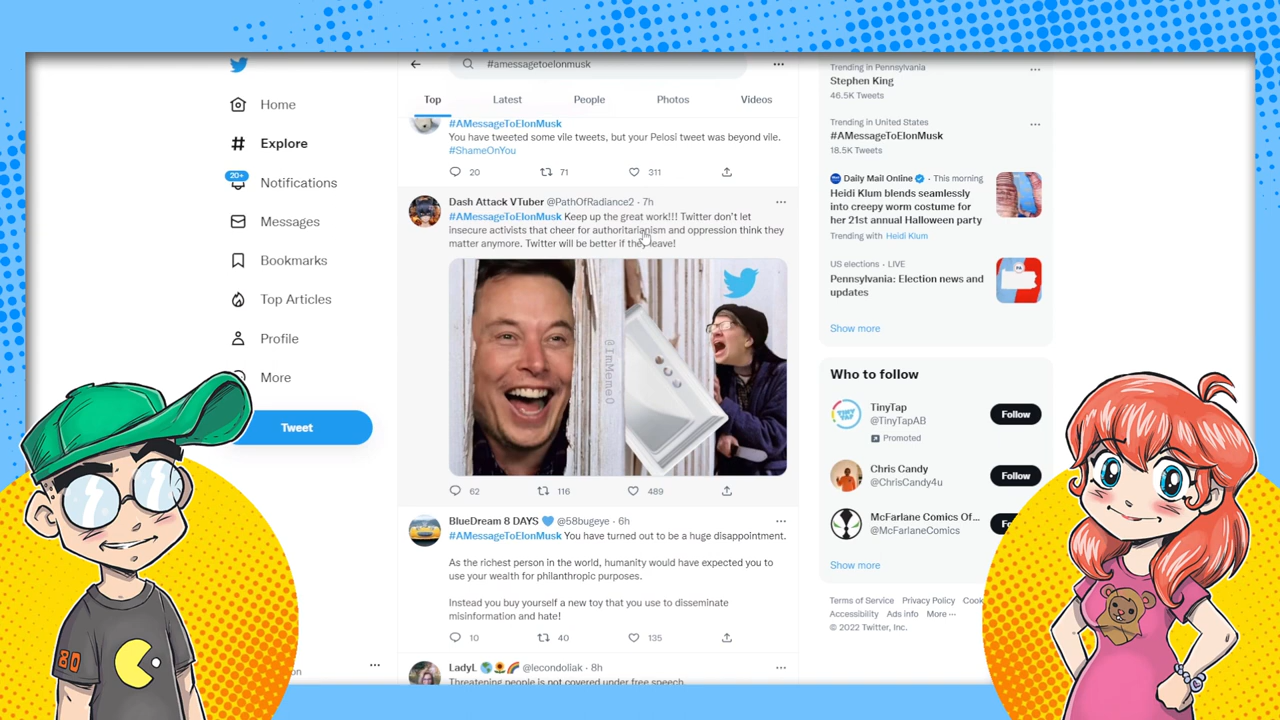 Home
Explore
20+
Notifications
Messages
Bookmarks
Top Articles
Profile
More
Tweet
#amessagetoelonmusk
Top
Latest
People
Photos
Videos
#AMessageToElonMusk
You have tweeted some vile tweets, but your Pelosi tweet was beyond vile.
#ShameOnYou
20
71
311
Dash Attack VTuber @PathOfRadiance2 · 7h
#AMessageToElonMusk Keep up the great work!!! Twitter don't let
insecure activists that cheer for authoritarianism and oppression think they
matter anymore. Twitter will be better if they leave!
@ImMeme0
62
116
489
BlueDream 8 DAYS 💙 @58bugeye · 6h
#AMessageToElonMusk You have turned out to be a huge disappointment.
As the richest person in the world, humanity would have expected you to
use your wealth for philanthropic purposes.
Instead you buy yourself a new toy that you use to disseminate
misinformation and hate!
10
40
135
LadyL 🌎🌻🌈 @lecondoliak · 8h
Threatening people is not covered under free speech
Trending in Pennsylvania
Stephen King
46.5K Tweets
Trending in United States
#AMessageToElonMusk
18.5K Tweets
Daily Mail Online · This morning
Heidi Klum blends seamlessly
into creepy worm costume for
her 21st annual Halloween party
Trending with Heidi Klum
US elections · LIVE
Pennsylvania: Election news and
updates
Show more
Who to follow
TINY
TAP
TinyTap
@TinyTapAB
Promoted
Follow
Chris Candy
@ChrisCandy4u
Follow
McFarlane Comics Of...
@McFarlaneComics
Fo
Show more
Terms of Service Privacy Policy Cook
Accessibility Ads info More ···
© 2022 Twitter, Inc.
on
80